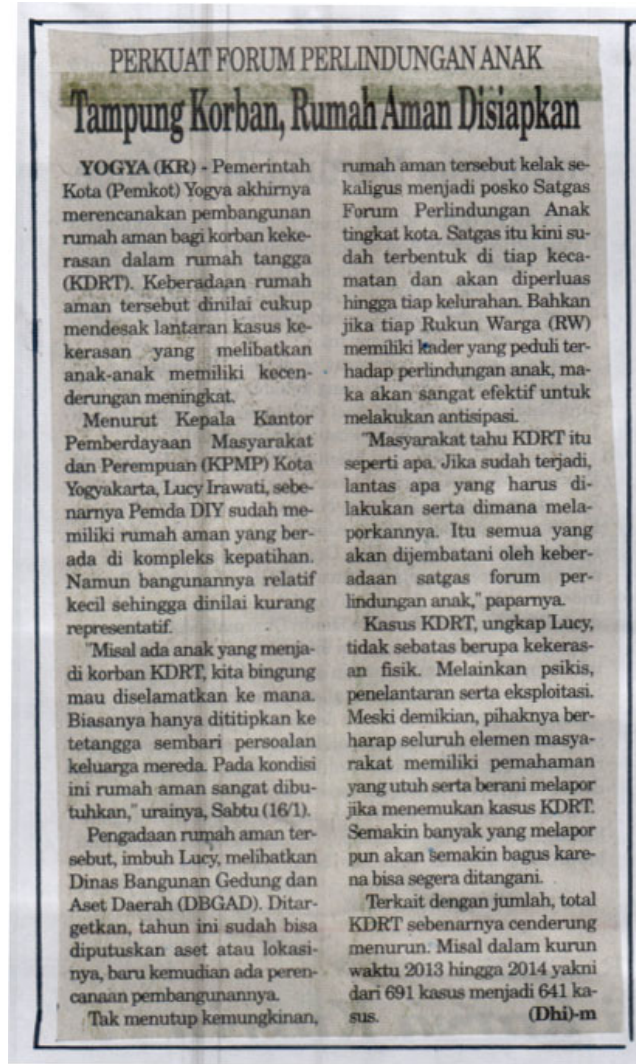 PERKUAT FORUM PERLINDUNGAN ANAK
Tampung Korban, Rumah Aman Disiapkan
YOGYA (KR) - Pemerintah
Kota (Pemkot) Yogya akhirnya
merencanakan pembangunan
rumah aman bagi korban keke-
rasan dalam rumah tangga
(KDRT). Keberadaan rumah
aman tersebut dinilai cukup
mendesak lantaran kasus ke-
kerasan yang melibatkan
anak-anak memiliki kecen-
derungan meningkat.
Menurut Kepala Kantor
Pemberdayaan Masyarakat
dan Perempuan (KPMP) Kota
Yogyakarta, Lucy Irawati, sebe-
narnya Pemda DIY sudah me-
miliki rumah aman yang ber-
ada di kompleks kepatihan.
Namun bangunannya relatif
kecil sehingga dinilai kurang
representatif.
"Misal ada anak yang menja-
di korban KDRT, kita bingung
mau diselamatkan ke mana.
Biasanya hanya dititipkan ke
tetangga sembari persoalan
keluarga mereda. Pada kondisi
ini rumah aman sangat dibu-
tuhkan," urainya, Sabtu (16/1).
Pengadaan rumah aman ter-
sebut, imbuh Lucy, melibatkan
Dinas Bangunan Gedung dan
Aset Daerah (DBGAD). Ditar-
getkan, tahun ini sudah bisa
diputuskan aset atau lokasi-
nya, baru kemudian ada peren-
canaan pembangunannya.
Tak menutup kemungkinan,
rumah aman tersebut kelak se-
kaligus menjadi posko Satgas
Forum Perlindungan Anak
tingkat kota. Satgas itu kini su-
dah terbentuk di tiap keca-
matan dan akan diperluas
hingga tiap kelurahan. Bahkan
jika tiap Rukun Warga (RW)
memiliki kader yang peduli ter-
hadap perlindungan anak, ma-
ka akan sangat efektif untuk
melakukan antisipasi.
"Masyarakat tahu KDRT itu
seperti apa. Jika sudah terjadi,
lantas apa yang harus di-
lakukan serta dimana mela-
porkannya. Itu semua yang
akan dijembatani oleh keber-
adaan satgas forum per-
lindungan anak," paparnya.
Kasus KDRT, ungkap Lucy,
tidak sebatas berupa kekeras-
an fisik. Melainkan psikis,
penelantaran serta eksploitasi.
Meski demikian, pihaknya ber-
harap seluruh elemen masya-
rakat memiliki pemahaman
yang utuh serta berani melapor
jika menemukan kasus KDRT.
Semakin banyak yang melapor
pun akan semakin bagus kare-
na bisa segera ditangani.
Terkait dengan jumlah, total
KDRT sebenarnya cenderung
menurun. Misal dalam kurun
waktu 2013 hingga 2014 yakni
dari 691 kasus menjadi 641 ka-
sus. (Dhi)-m